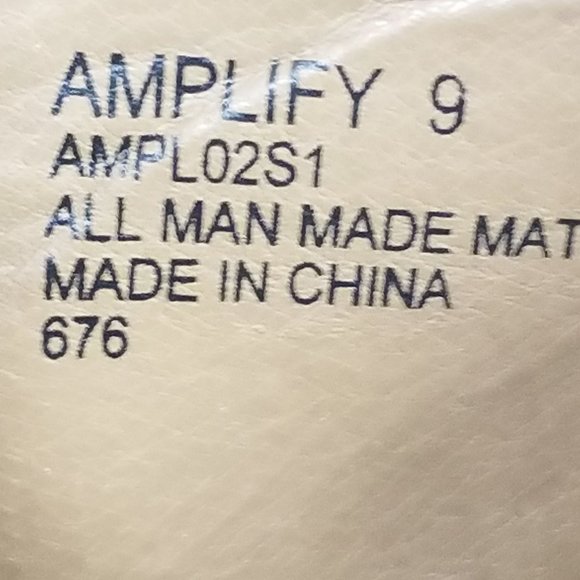 AMPLIFY 9
AMPL02S1
ALL MAN MADE MAT
MADE IN CHINA
676